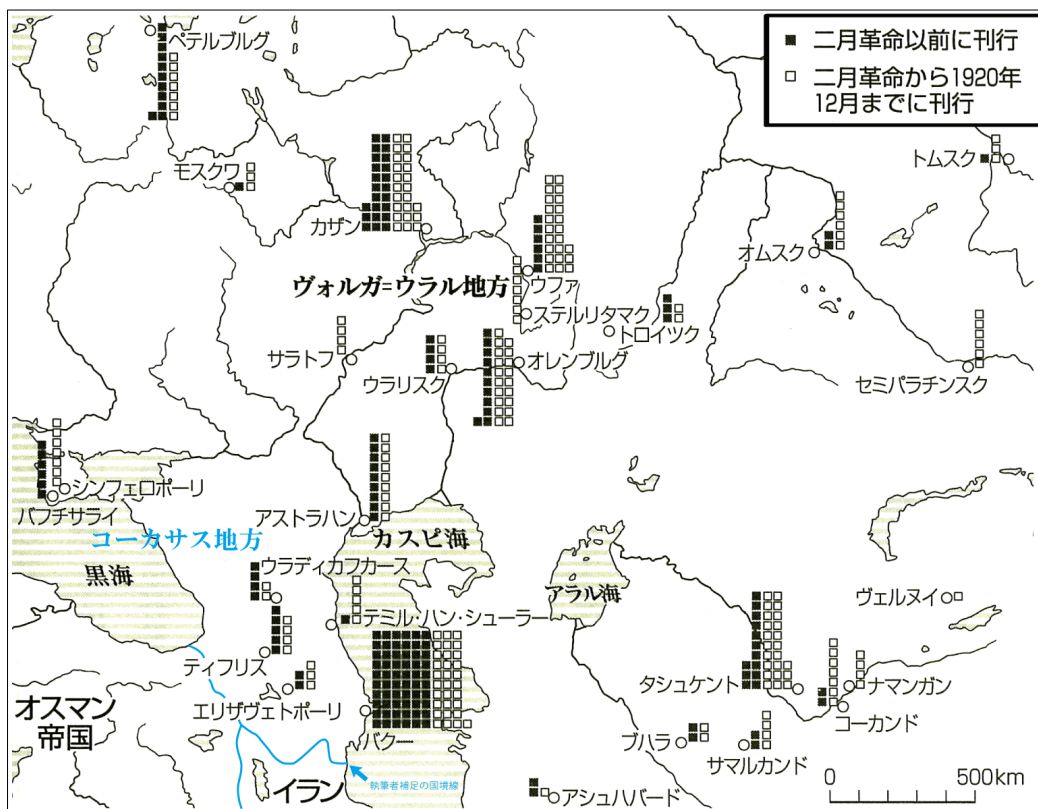 ペテルブルグ
■ 二月革命以前に刊行
□ 二月革命から1920年
12月までに刊行
モスクワ
トムスク
カザン
オムスク
ヴォルガ=ウラル地方
ウファ
ステルリタマク
トロイツク
サラトフ
ウラリスク
オレンブルグ
セミパラチンスク
シンフェロポーリ
バフチサライ
アストラハン
コーカサス地方
カスピ海
黒海
ウラディカフカース
アラル海
ヴェルヌイ
テミル・ハン・シューラー
ティフリス
タシュケント
ナマンガン
エリザヴェトポーリ
コーカンド
オスマン
帝国
バクー
ブハラ
サマルカンド
イラン
執筆者補足の国境線
アシュハバード
0 500km